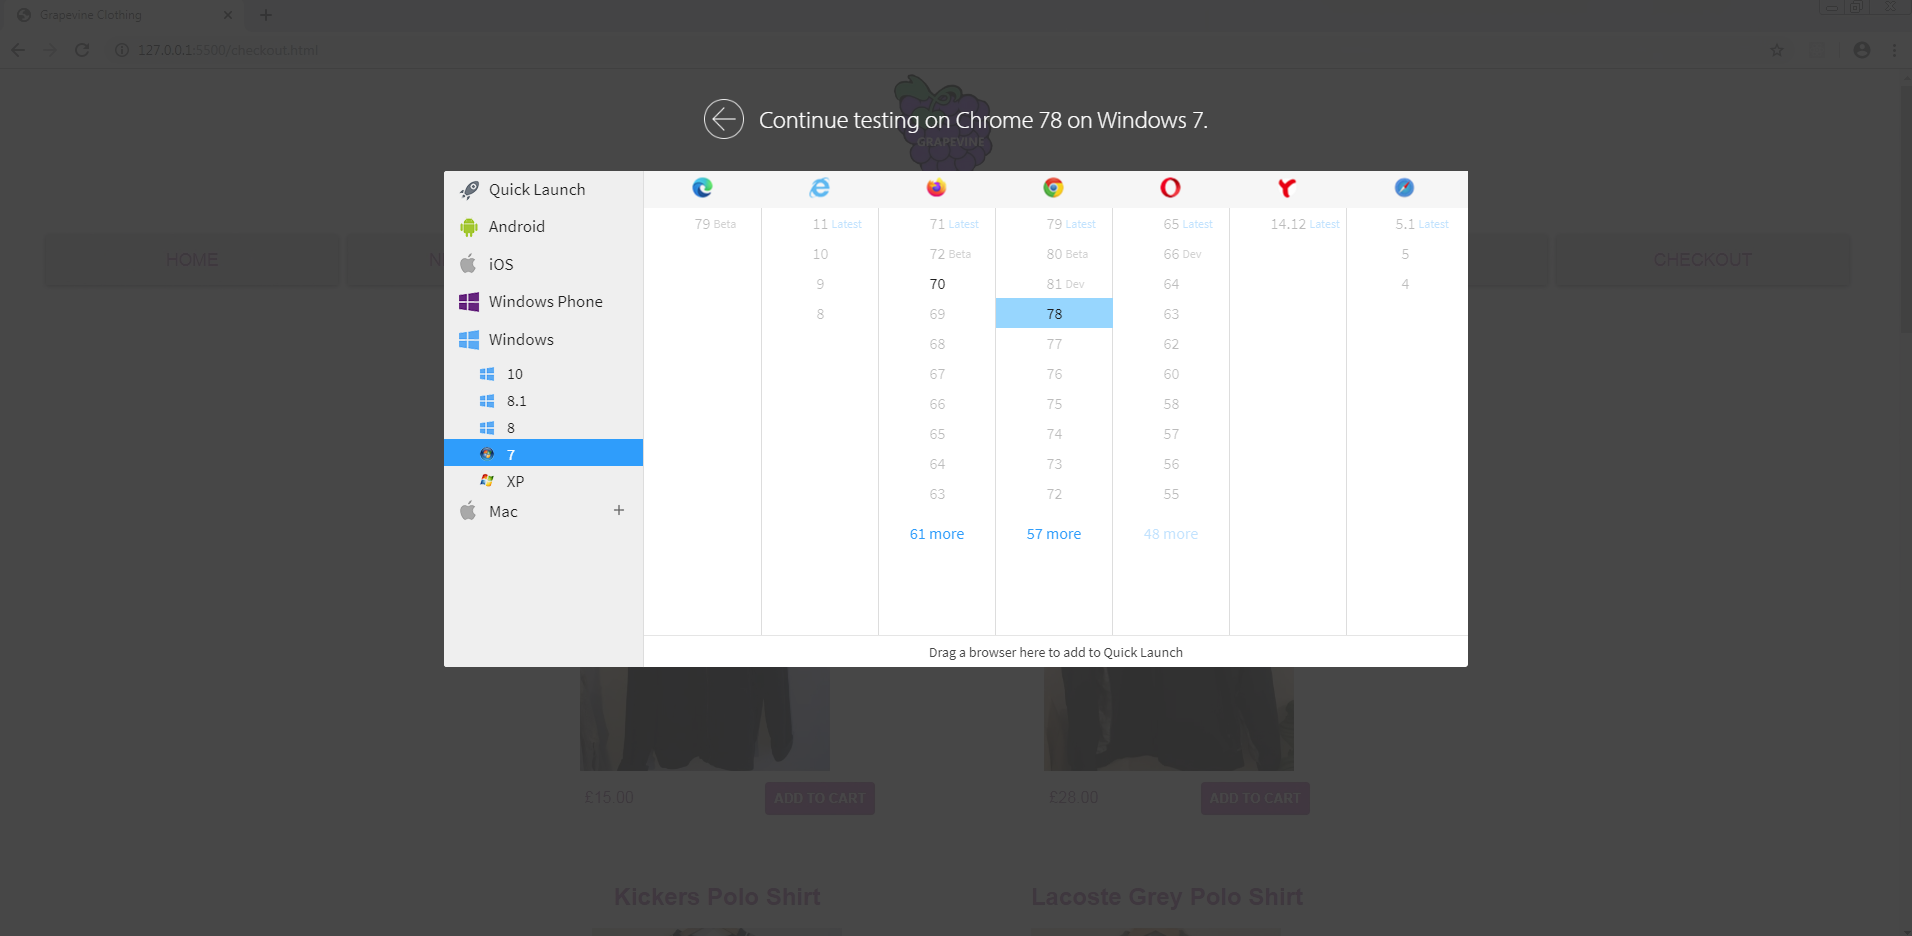 Grapevine Clothing
127.0.0.1:5500/checkout.html
GRAPEVINE
Continue testing on Chrome 78 on Windows 7.
HOME
CHECKOUT
Quick Launch
Android
iOS
Windows Phone
Windows
10
8.1
8
7
XP
Mac +
79 Beta 11 Latest 71 Latest 79 Latest 65 Latest 14.12 Latest 5.1 Latest
10 72 Beta 80 Beta 66 Dev 5
9 70 81 Dev 64 4
8 69 78 63
68 77 62
67 76 60
66 75 58
65 74 57
64 73 56
63 72 55
61 more 57 more 48 more
Drag a browser here to add to Quick Launch
£15.00 ADD TO CART £28.00 ADD TO CART
Kickers Polo Shirt Lacoste Grey Polo Shirt